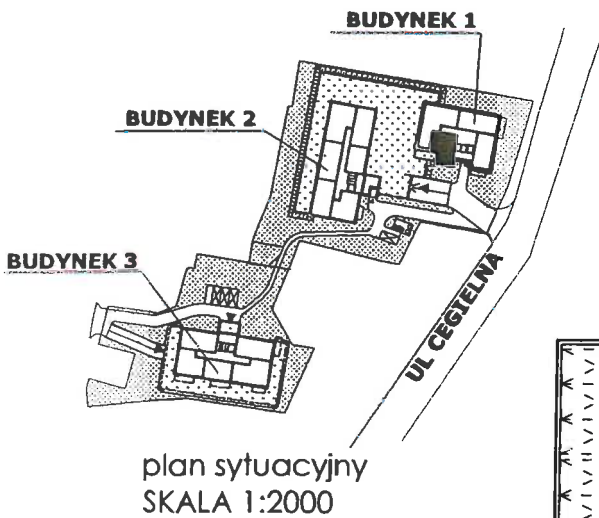 BUDYNEK 1
BUDYNEK 2
BUDYNEK 3
UL CEGIELNA
plan sytuacyjny
SKALA 1:2000